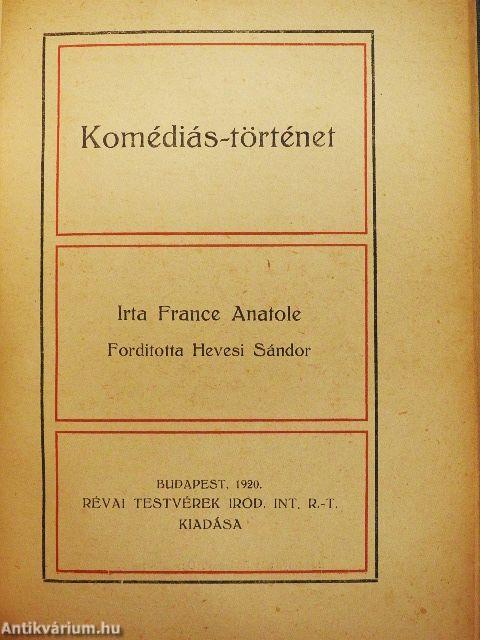 Komédiás-történet
Irta France Anatole
Forditotta Hevesi Sándor
BUDAPEST, 1920.
RÉVAI TESTVÉREK IROD. INT. R.-T.
KIADÁSA
Antikvárium.hu